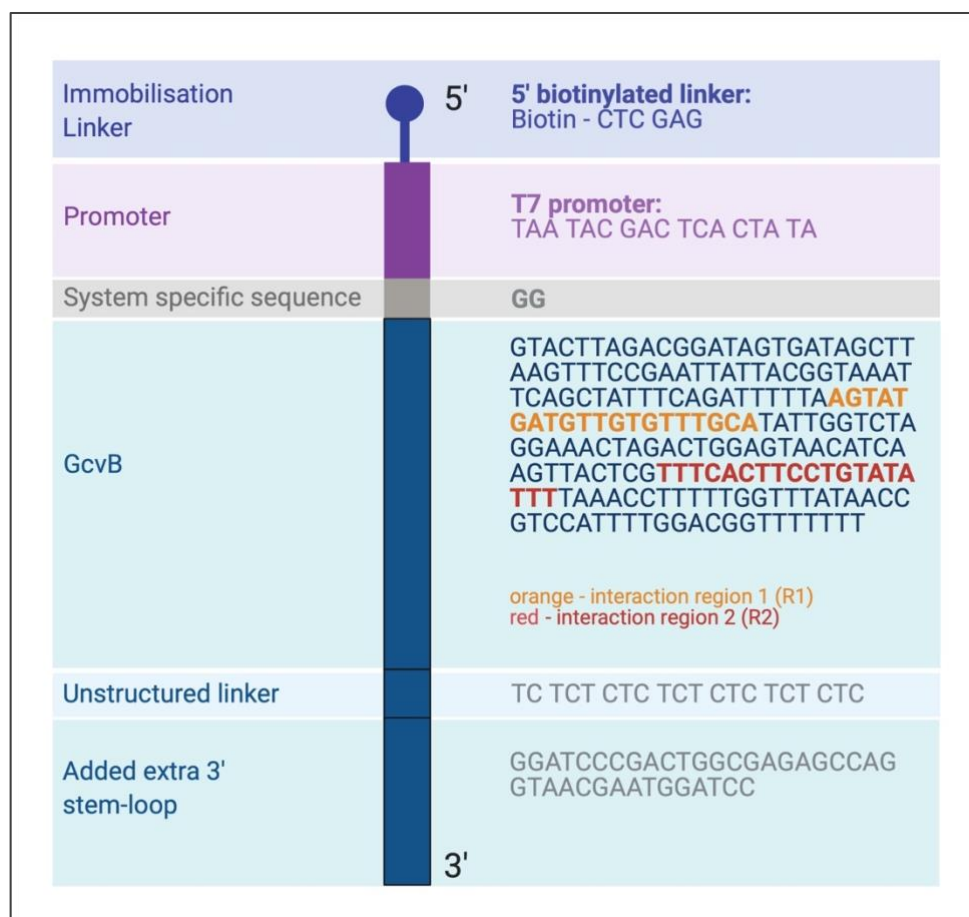 Immobilisation
Linker
5'
5' biotinylated linker:
Biotin - CTC GAG
Promoter
T7 promoter:
TAA TAC GAC TCA CTA TA
System specific sequence
GG
GcvB
GTACTTAGACGGATAGTGATAGCTT
AAGTTTCCGAATTATTACGGTAAAT
TCAGCTATTTCAGATTTTTAAGTAT
GATGTTGTGTTTGCATATTGGTCTA
GGAAACTAGACTGGAGTAACATCA
AGTTACTCGTTTCACTTCCTGTATA
TTTTAAACCTTTTTGGTTTATAACC
GTCCATTTTGGACGGTTTTTTT
orange - interaction region 1 (R1)
red - interaction region 2 (R2)
Unstructured linker
TC TCT CTC TCT CTC TCT CTC
Added extra 3'
stem-loop
GGATCCCGACTGGCGAGAGCCAG
GTAACGAATGGATCC
3'